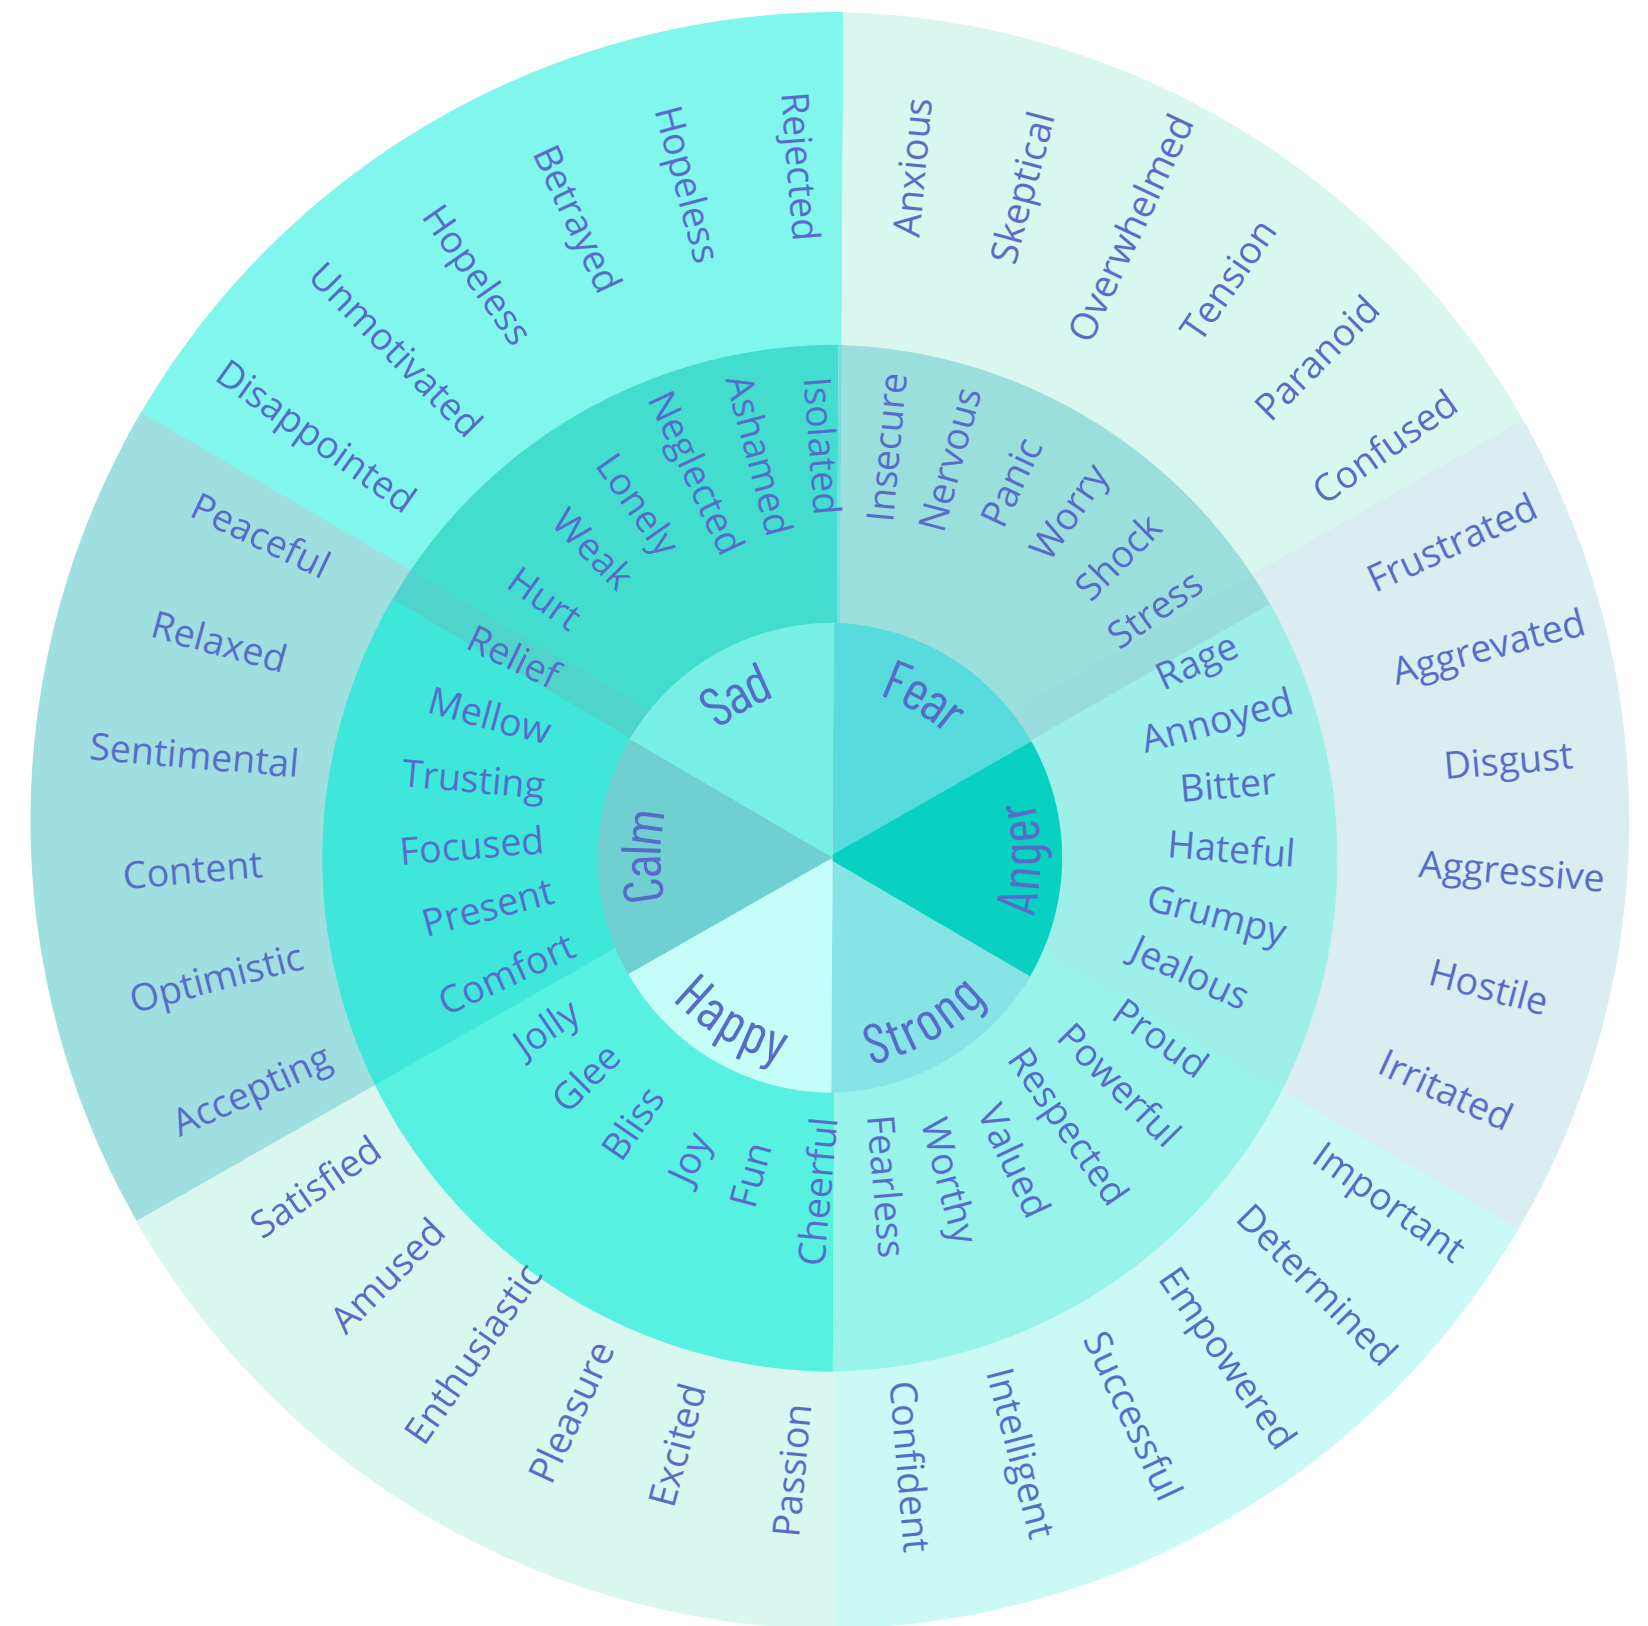 Sad
Fear
Anger
Strong
Happy
Calm
Isolated
Ashamed
Neglected
Lonely
Weak
Hurt
Rejected
Hopeless
Betrayed
Hopeless
Unmotivated
Disappointed
Insecure
Nervous
Panic
Worry
Shock
Stress
Anxious
Skeptical
Overwhelmed
Tension
Paranoid
Confused
Rage
Annoyed
Bitter
Hateful
Grumpy
Jealous
Frustrated
Aggrevated
Disgust
Aggressive
Hostile
Irritated
Proud
Powerful
Respected
Valued
Worthy
Fearless
Important
Determined
Empowered
Successful
Intelligent
Confident
Cheerful
Fun
Joy
Bliss
Glee
Jolly
Passion
Excited
Pleasure
Enthusiastic
Amused
Satisfied
Comfort
Present
Focused
Trusting
Mellow
Relief
Accepting
Optimistic
Content
Sentimental
Relaxed
Peaceful